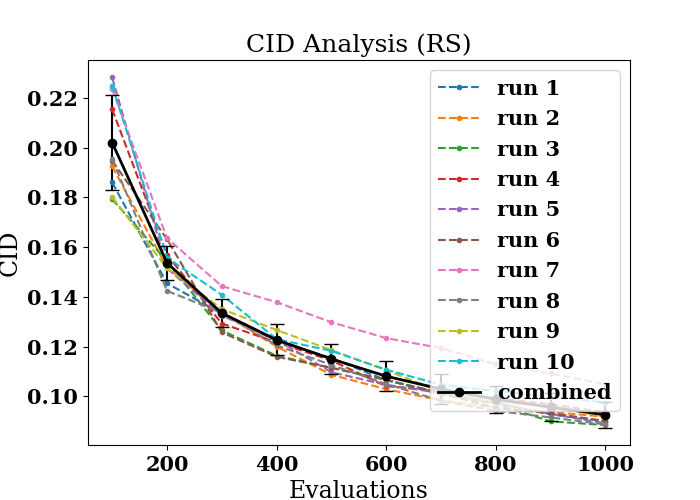 CID Analysis (RS)
CID
0.22
0.20
0.18
0.16
0.14
0.12
0.10
200
400
600
800
1000
Evaluations
run 1
run 2
run 3
run 4
run 5
run 6
run 7
run 8
run 9
run 10
combined